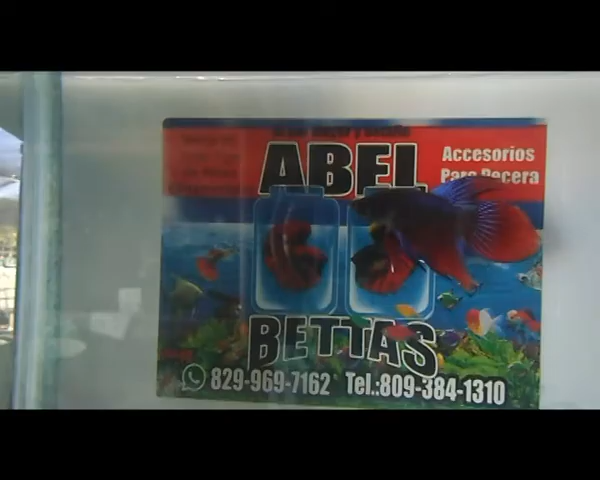 ABEL
Accesorios
Para Pecera
BETTAS
829-969-7162 Tel.:809-384-1310